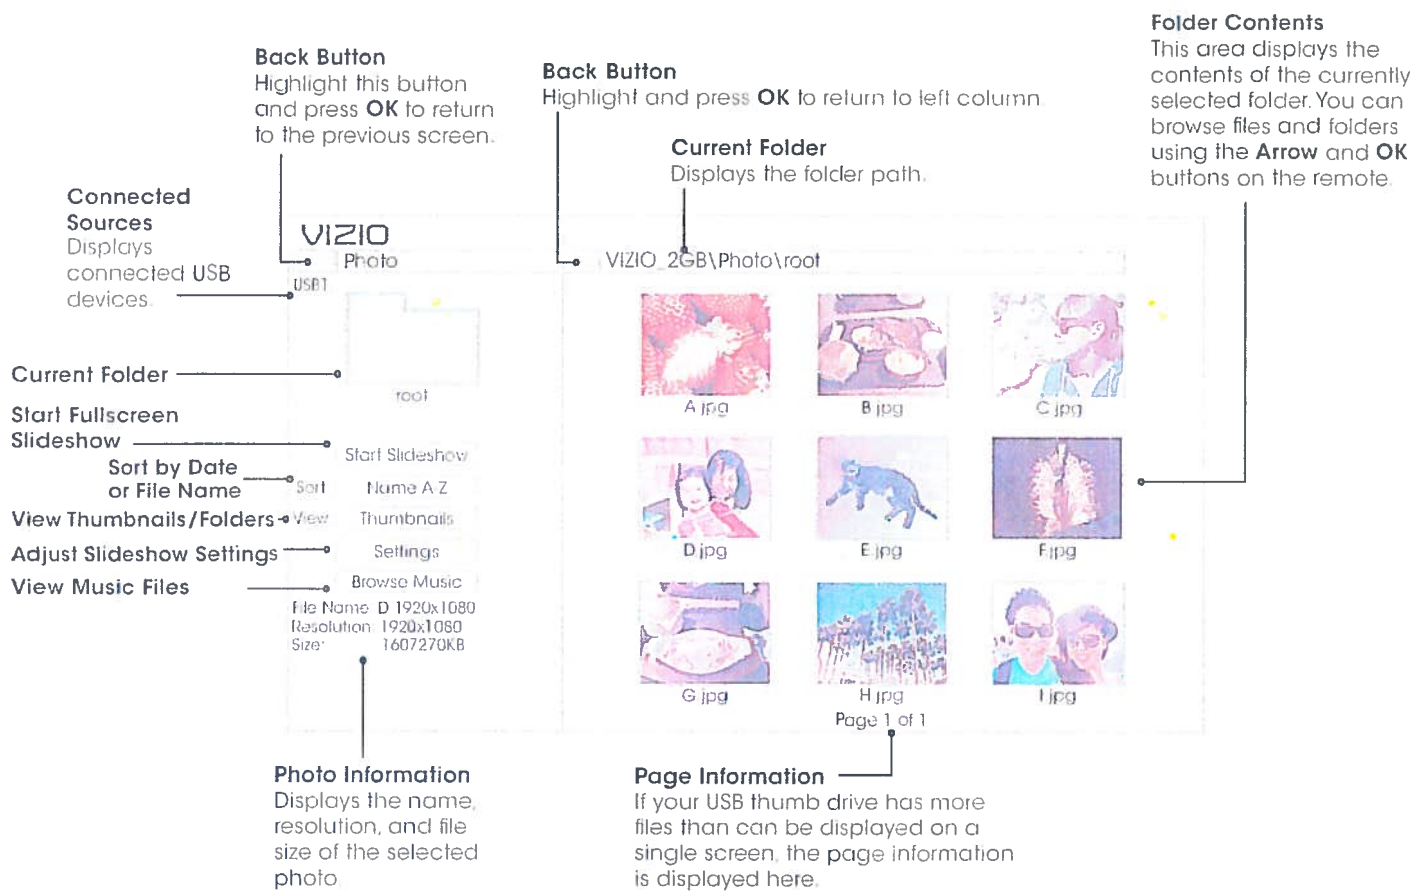 Folder Contents
This area displays the
contents of the currently
selected folder. You can
browse files and folders
using the Arrow and OK
buttons on the remote.
Back Button
Highlight this button
and press OK to return
to the previous screen.
Back Button
Highlight and press OK to return to left column.
Current Folder
Displays the folder path.
Connected
Sources
Displays
connected USB
devices.
Current Folder
Start Fullscreen
Slideshow
Sort by Date
or File Name
View Thumbnails/Folders
Adjust Slideshow Settings
View Music Files
VIZIO
Photo
USB1
root
Start Slideshow
Sort Name A-Z
View Thumbnails
Settings
Browse Music
File Name: D 1920x1080
Resolution: 1920x1080
Size: 1607270KB
VIZIO_2GB\Photo\root
A.jpg B.jpg C.jpg
D.jpg E.jpg F.jpg
G.jpg H.jpg I.jpg
Page 1 of 1
Photo Information
Displays the name,
resolution, and file
size of the selected
photo.
Page Information
If your USB thumb drive has more
files than can be displayed on a
single screen, the page information
is displayed here.